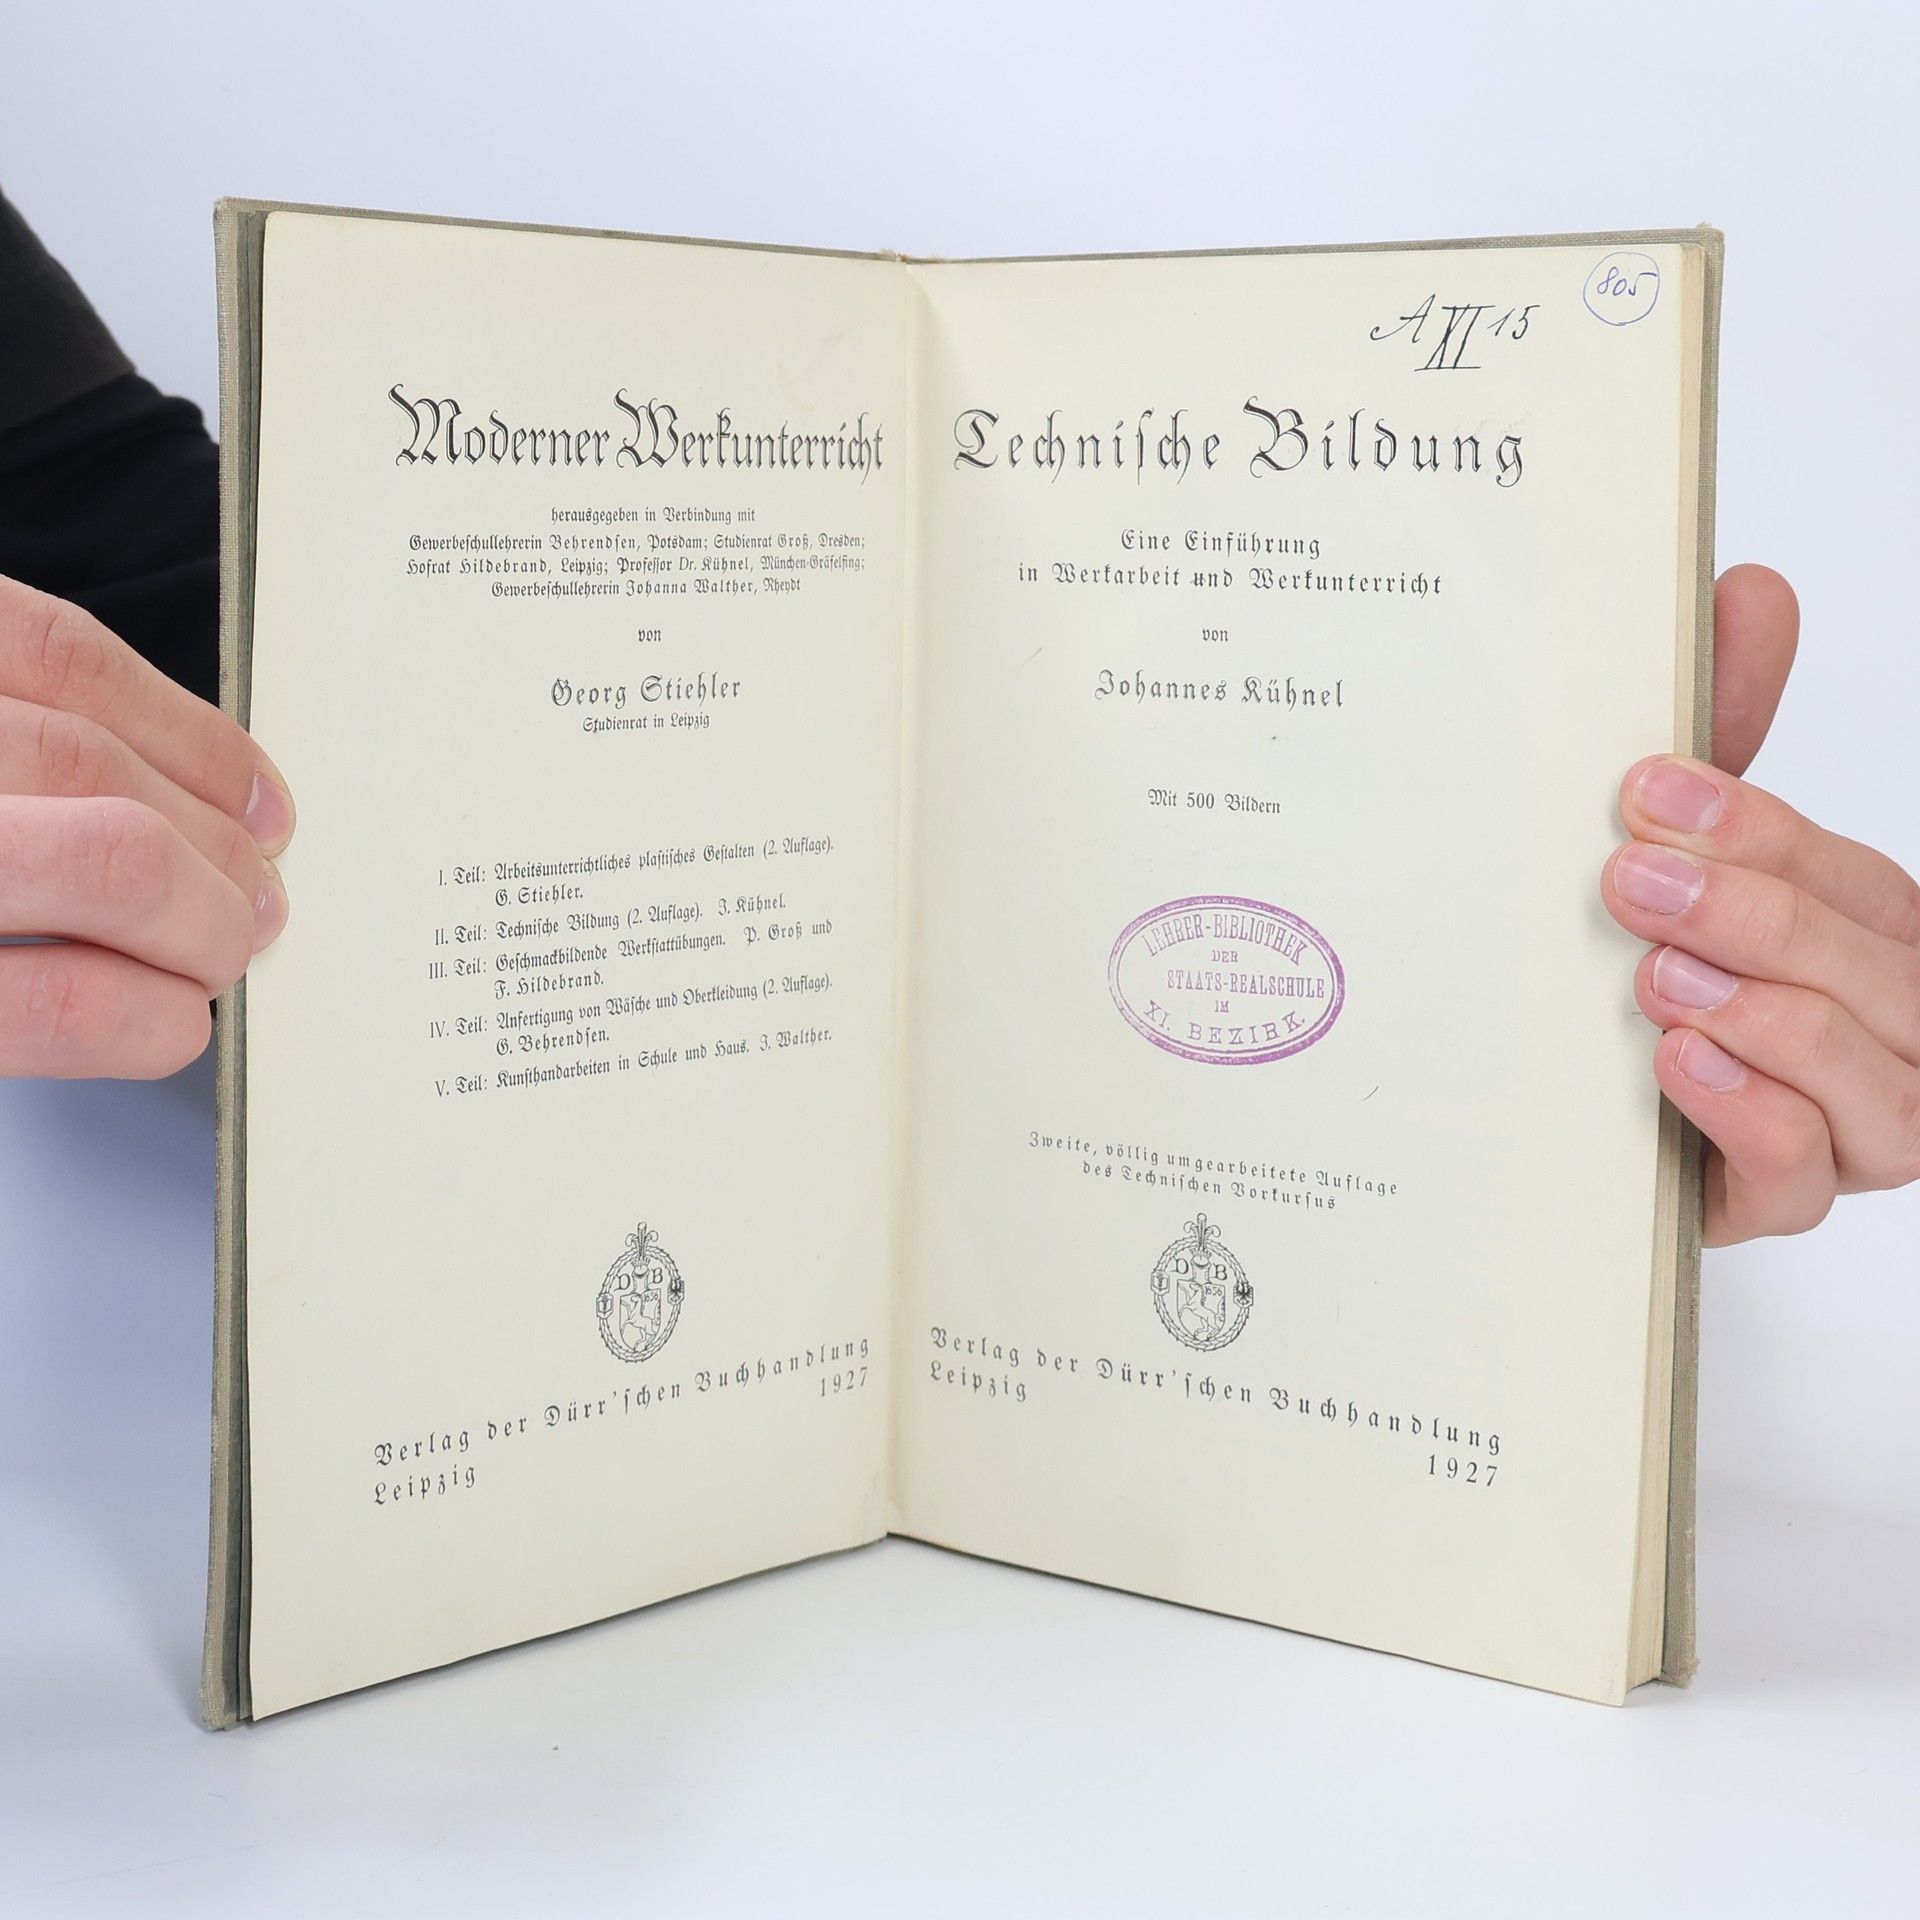 Moderner Werkunterricht
herausgegeben in Verbindung mit
Gewerbeschullehrerin Behrendsen, Potsdam; Studienrat Groß, Dresden;
Hofrat Hildebrand, Leipzig; Professor Dr. Kühnel, München-Gräfelfing;
Gewerbeschullehrerin Johanna Walther, Rheydt
von
Georg Stiehler
Studienrat in Leipzig
I. Teil: Arbeitsunterrichtliches plastisches Gestalten (2. Auflage).
G. Stiehler.
II. Teil: Technische Bildung (2. Auflage). J. Kühnel.
III. Teil: Geschmackbildende Werkstattübungen. P. Groß und
F. Hildebrand.
IV. Teil: Anfertigung von Wäsche und Oberkleidung (2. Auflage).
G. Behrendsen.
V. Teil: Kunsthandarbeiten in Schule und Haus. J. Walther.
D B
1656
Verlag der Dürr'schen Buchhandlung
Leipzig 1927
805
A XI 15
Technische Bildung
Eine Einführung
in Werkarbeit und Werkunterricht
von
Johannes Kühnel
Mit 500 Bildern
LEHRER-BIBLIOTHEK
DER
STAATS-REALSCHULE
IM
XI. BEZIRK.
Zweite, völlig umgearbeitete Auflage
des Technischen Vorkursus
D B
1656
Verlag der Dürr'schen Buchhandlung
Leipzig 1927